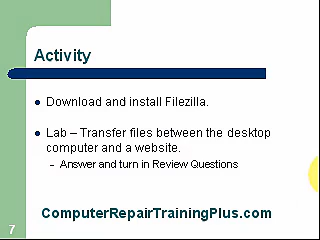 Activity
Download and install Filezilla.
Lab – Transfer files between the desktop
computer and a website.
– Answer and turn in Review Questions
ComputerRepairTrainingPlus.com
7